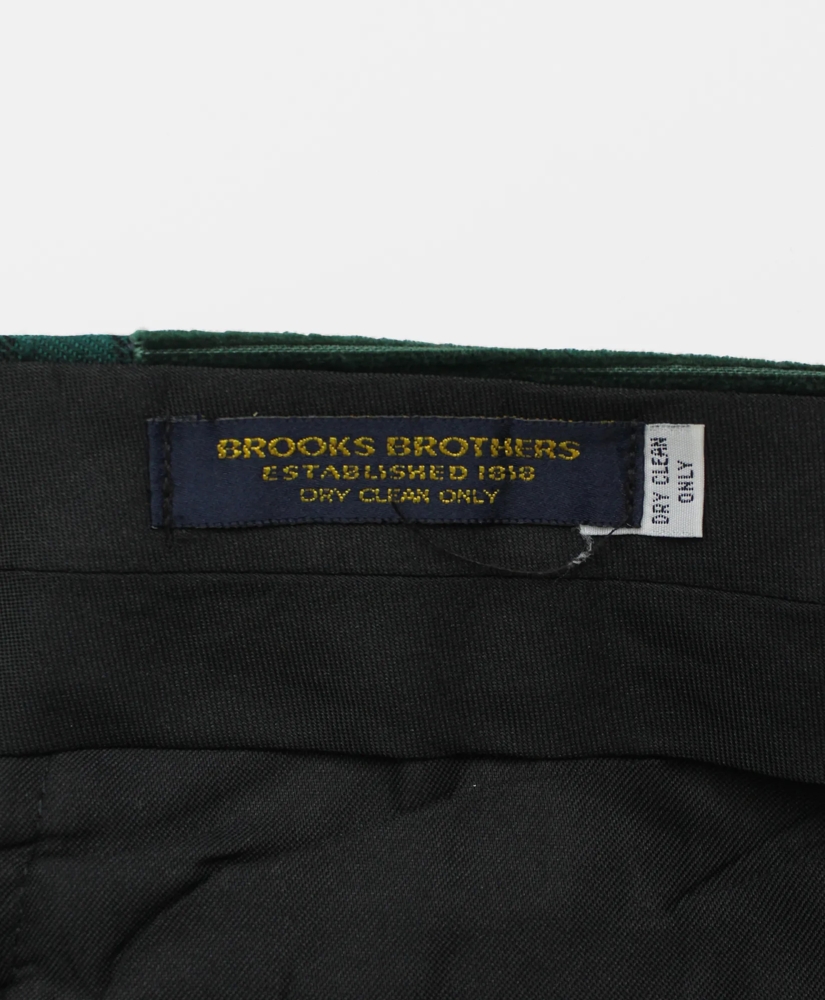 BROOKS BROTHERS
ESTABLISHED 1818
DRY CLEAN ONLY
DRY CLEAN
ONLY